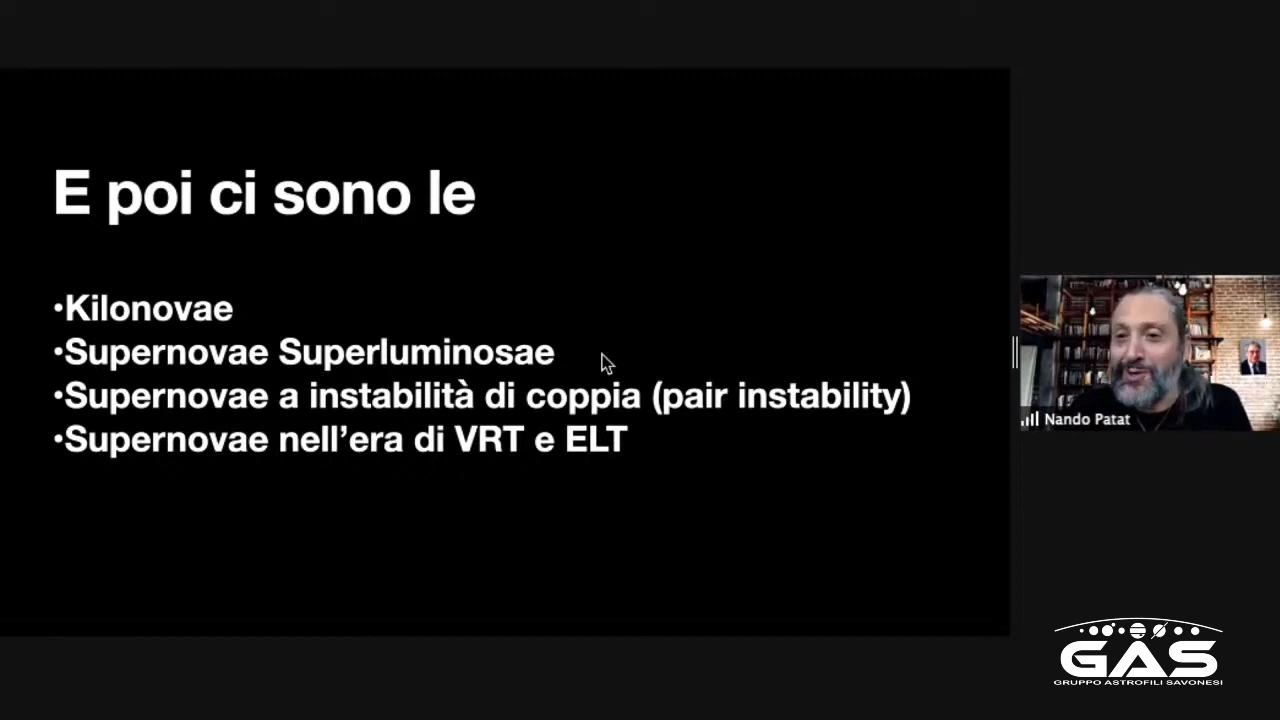 E poi ci sono le
•Kilonovae
•Supernovae Superluminosae
•Supernovae a instabilità di coppia (pair instability)
•Supernovae nell’era di VRT e ELT
Nando Patat
GAS
GRUPPO ASTROFILI SAVONESI